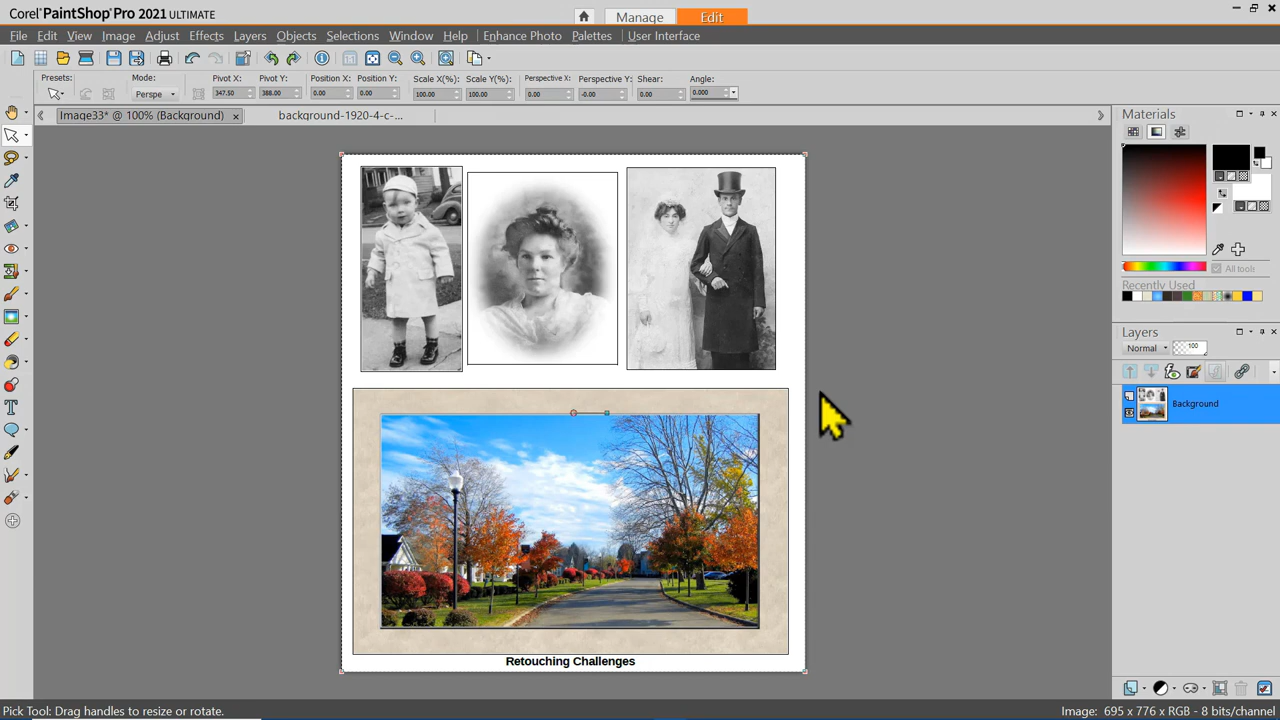 Corel® PaintShop® Pro 2021 ULTIMATE
Manage
Edit
File Edit View Image Adjust Effects Layers Objects Selections Window Help Enhance Photo Palettes User Interface
Presets: Mode: Pivot X: Pivot Y: Position X: Position Y: Scale X(%): Scale Y(%): Perspective X: Perspective Y: Shear: Angle:
Perspe 347.50 388.00 0.00 0.00 100.00 100.00 0.00 -0.00 0.00 0.000
Image33* @ 100% (Background)
background-1920-4-c-...
Materials
All tools
Recently Used
Layers
Normal
100
Background
Retouching Challenges
Pick Tool: Drag handles to resize or rotate.
Image: 695 x 776 x RGB - 8 bits/channel